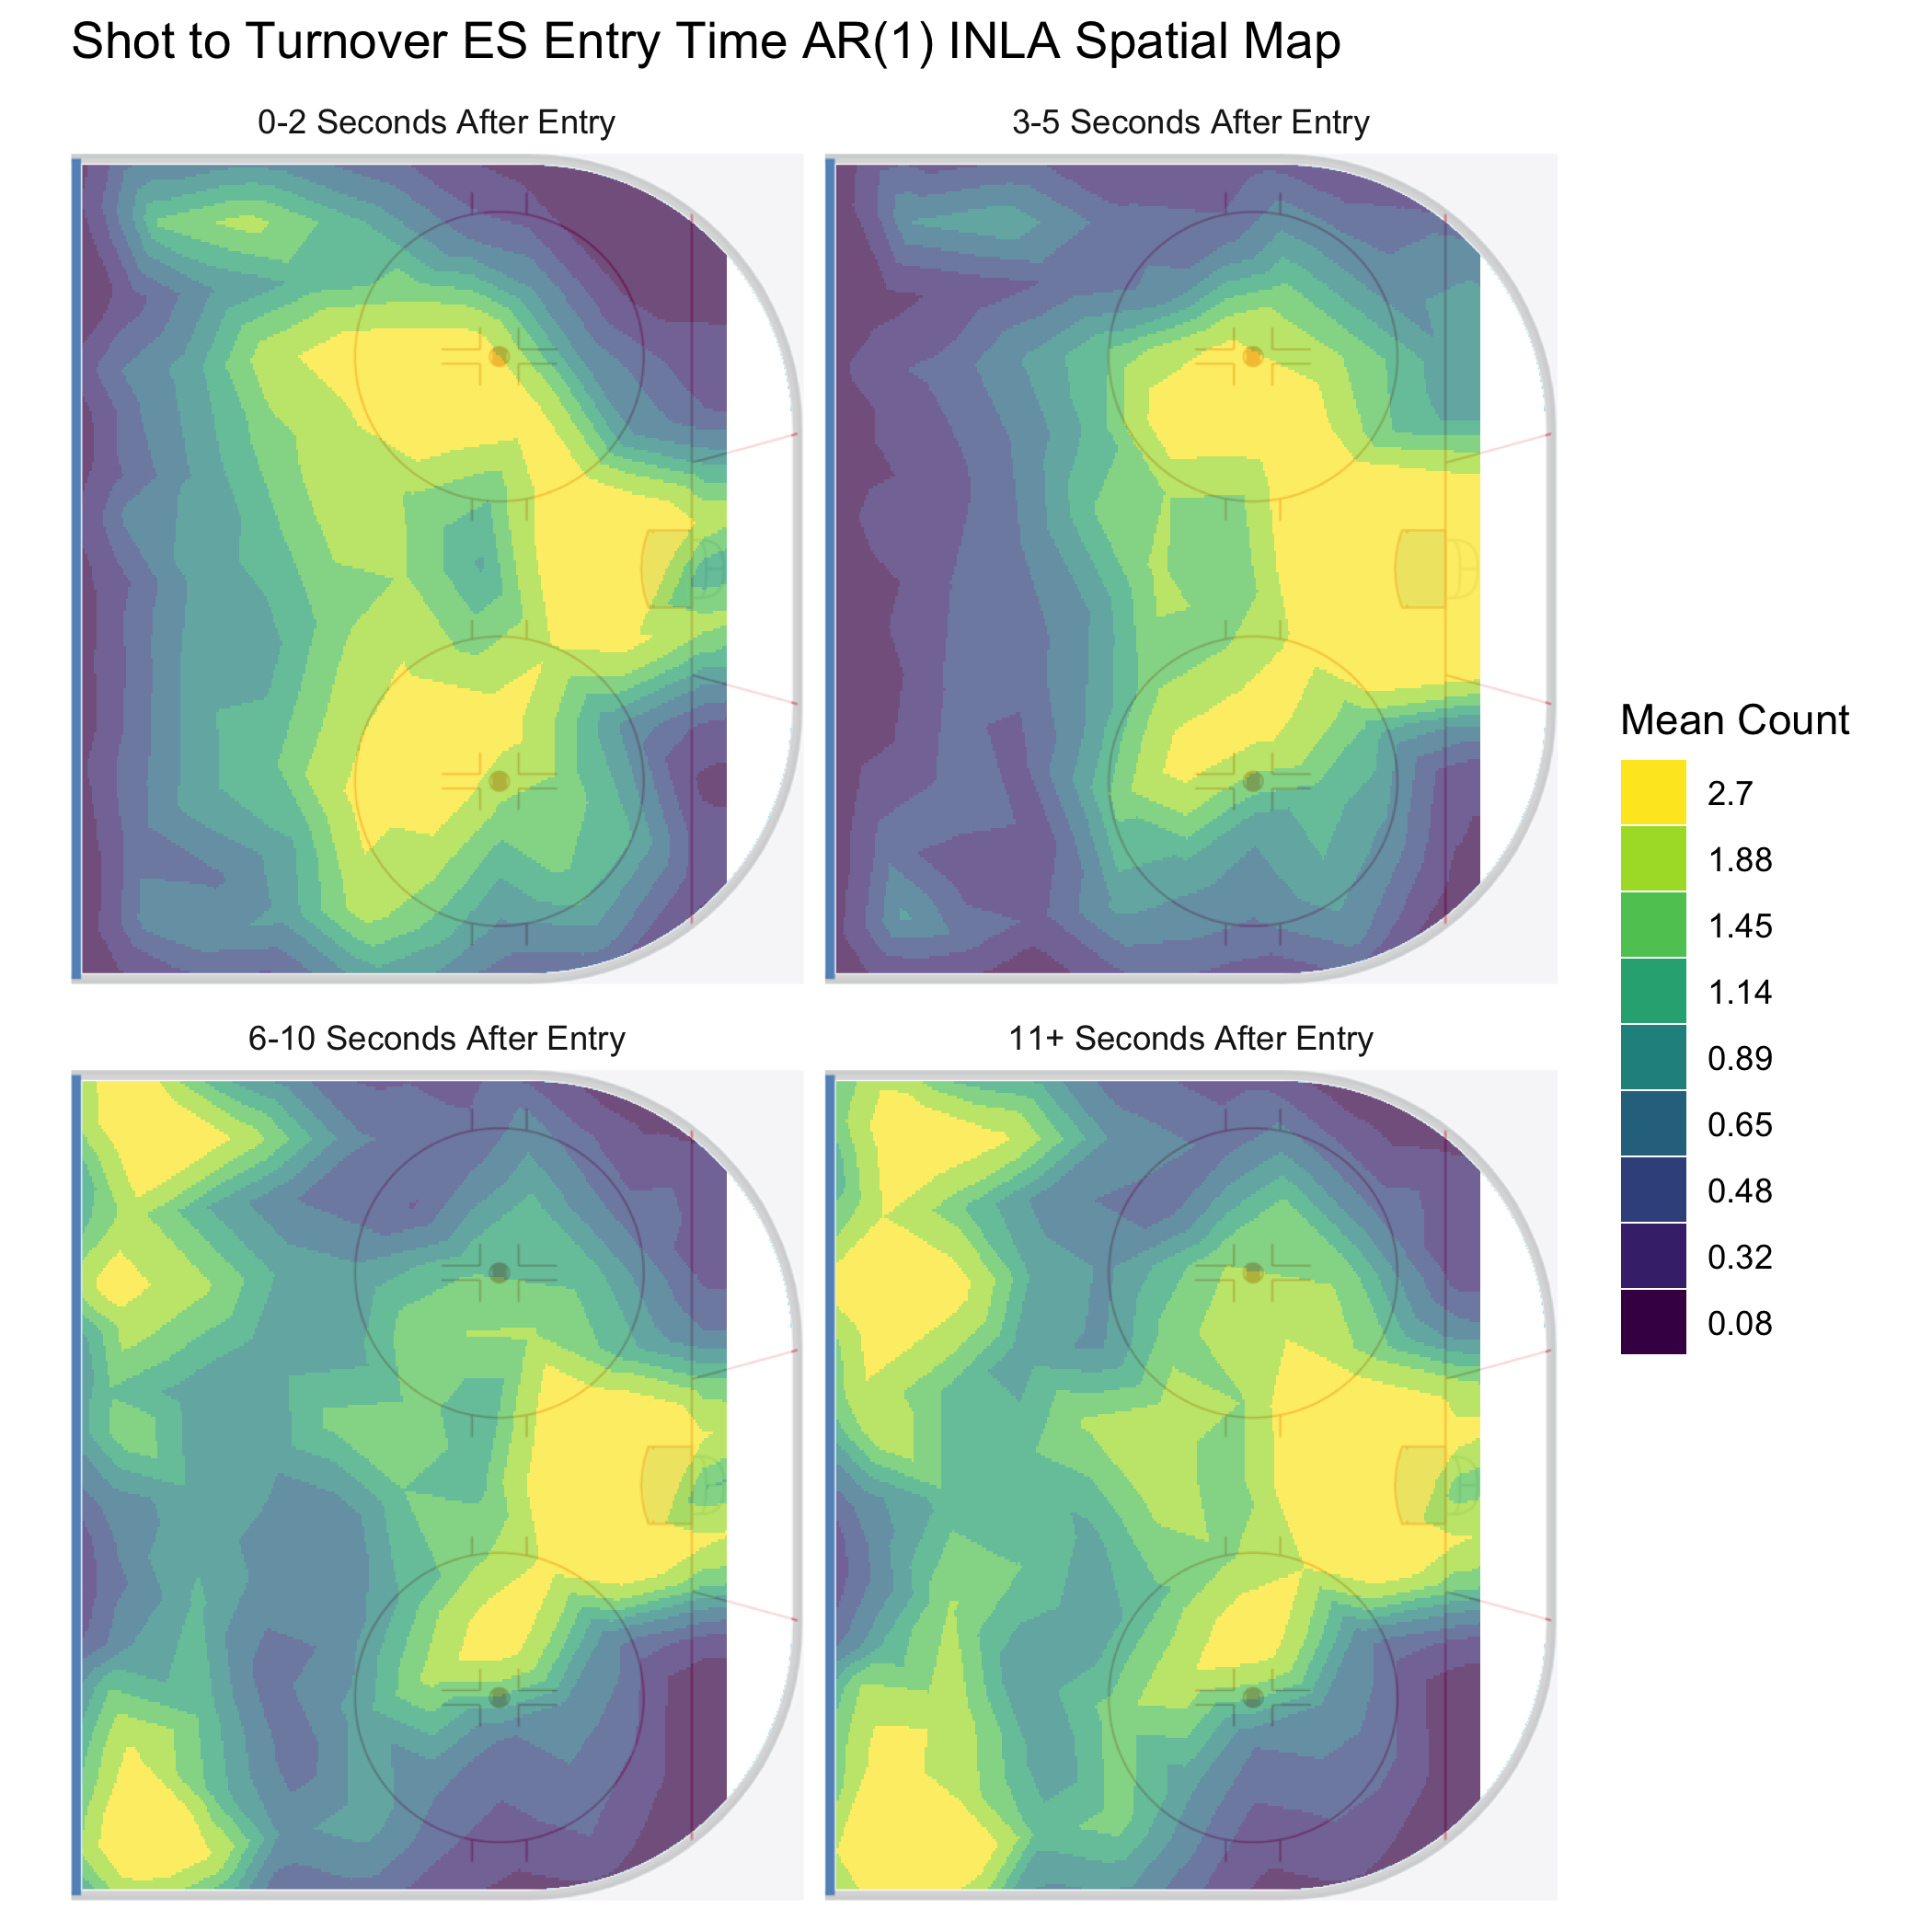 Shot to Turnover ES Entry Time AR(1) INLA Spatial Map
0-2 Seconds After Entry
3-5 Seconds After Entry
6-10 Seconds After Entry
11+ Seconds After Entry
Mean Count
2.7
1.88
1.45
1.14
0.89
0.65
0.48
0.32
0.08